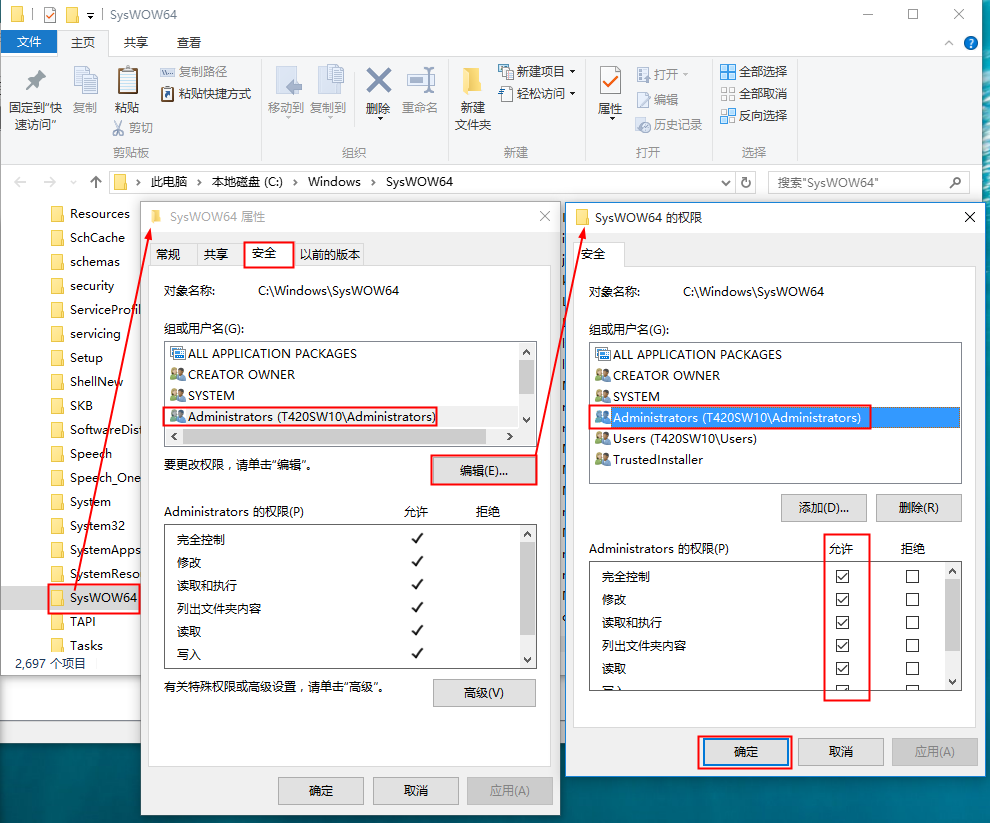 SysWOW64
文件 主页 共享 查看
固定到"快速访问"
复制
粘贴
复制路径
粘贴快捷方式
剪切
剪贴板
移动到
复制到
删除
重命名
组织
新建文件夹
新建项目
轻松访问
新建
属性
打开
编辑
历史记录
打开
全部选择
全部取消
反向选择
选择
此电脑 本地磁盘 (C:) Windows SysWOW64
搜索"SysWOW64"
Resources
SchCache
schemas
security
ServiceProfil
servicing
Setup
ShellNew
SKB
SoftwareDist
Speech
Speech_One
System
System32
SystemApps
SystemReso
SysWOW64
TAPI
Tasks
2,697 个项目
SysWOW64 属性
常规 共享 安全 以前的版本
对象名称: C:\Windows\SysWOW64
组或用户名(G):
ALL APPLICATION PACKAGES
CREATOR OWNER
SYSTEM
Administrators (T420SW10\Administrators)
要更改权限，请单击"编辑"。
编辑(E)...
Administrators 的权限(P) 允许 拒绝
完全控制
修改
读取和执行
列出文件夹内容
读取
写入
有关特殊权限或高级设置，请单击"高级"。
高级(V)
确定 取消 应用(A)
SysWOW64 的权限
安全
对象名称: C:\Windows\SysWOW64
组或用户名(G):
ALL APPLICATION PACKAGES
CREATOR OWNER
SYSTEM
Administrators (T420SW10\Administrators)
Users (T420SW10\Users)
TrustedInstaller
添加(D)... 删除(R)
Administrators 的权限(P) 允许 拒绝
完全控制
修改
读取和执行
列出文件夹内容
读取
确定 取消 应用(A)